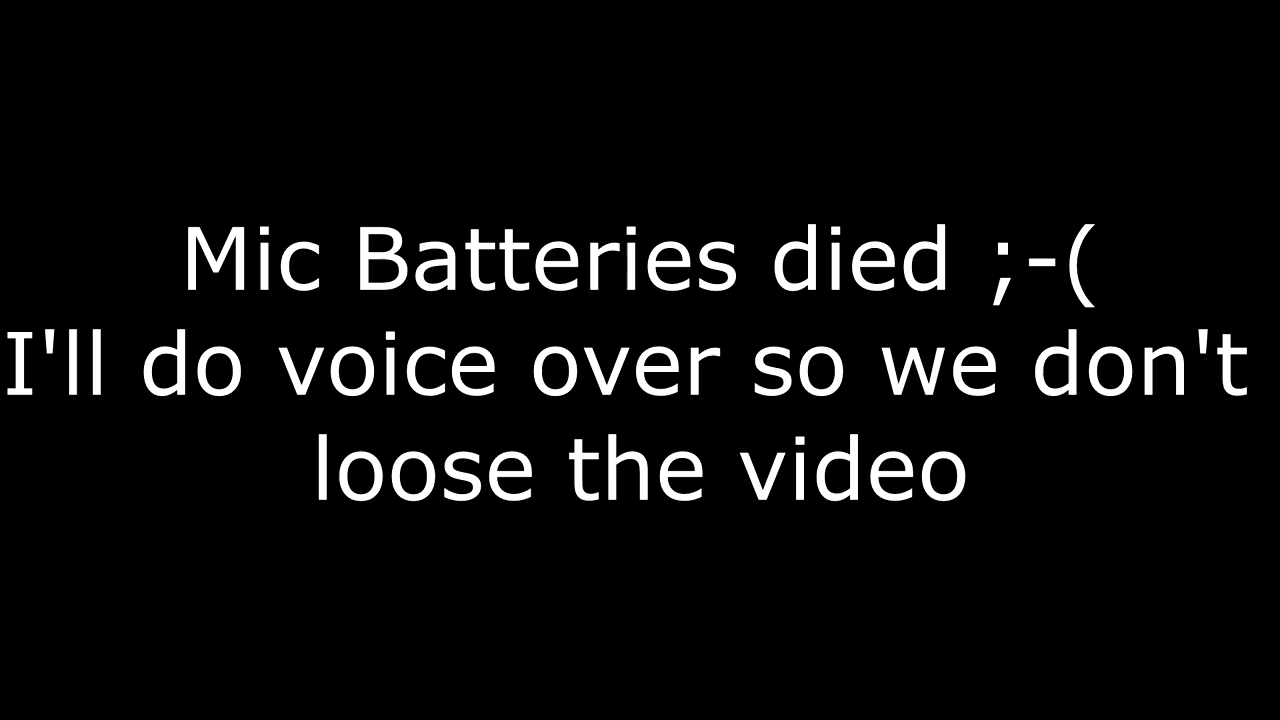 Mic Batteries died ;-(
I'll do voice over so we don't
loose the video